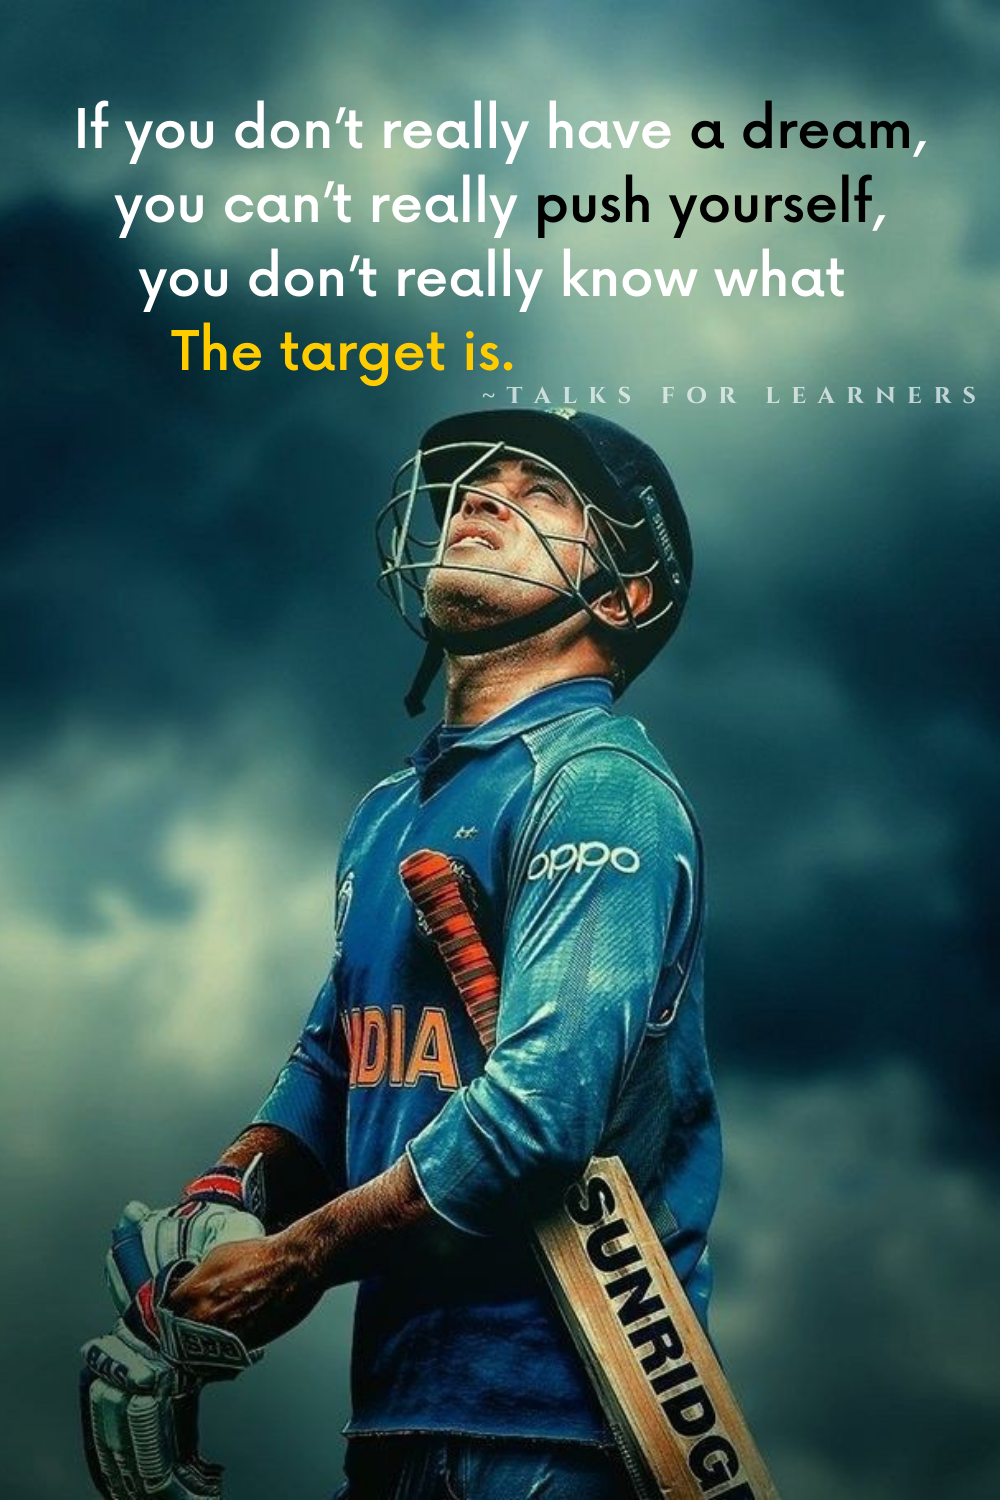 If you don’t really have a dream,
you can’t really push yourself,
you don’t really know what
The target is.
~TALKS FOR LEARNERS
oppo
NDIA
SUNRIDG